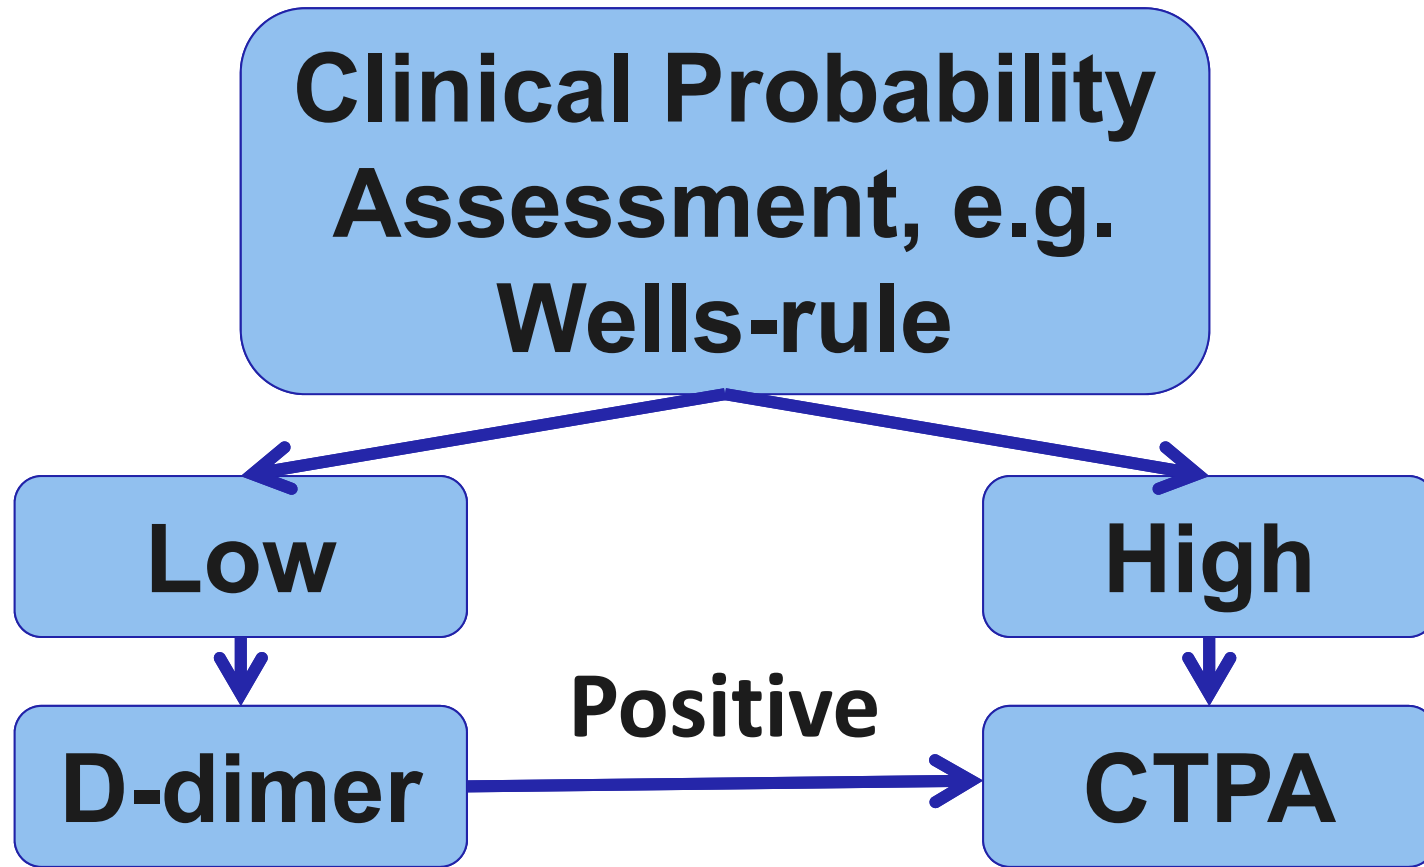 Clinical Probability
Assessment, e.g.
Wells-rule
Low
High
Positive
D-dimer
CTPA